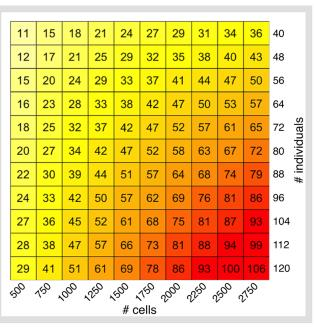 11 15 18 21 24 27 29 31 34 36 40
12 17 21 25 29 32 35 38 40 43 48
15 20 24 29 33 37 41 44 47 50 56
16 23 28 33 38 42 47 50 53 57 64
18 25 32 37 42 47 52 57 61 65 72
20 27 34 42 47 52 58 63 67 72 80
22 30 39 44 51 57 64 68 74 79 88
24 33 42 50 57 62 69 76 81 86 96
27 36 45 52 61 68 75 81 87 93 104
28 38 47 57 66 73 81 88 94 99 112
29 41 51 61 69 78 86 93 100 106 120
# individuals
500 750 1000 1250 1500 1750 2000 2250 2500 2750
# cells